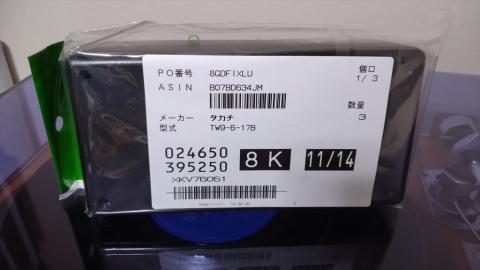 PO番号 8GDFIXLU
ASIN B07BD634JM
個口
1/ 3
メーカー タカチ
型式 TW9-6-17B
数量
3
024650
395250
8K
11/14
XKV76051